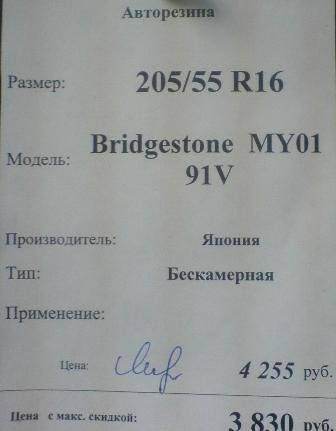 Авторезина
Размер: 205/55 R16
Модель: Bridgestone MY01
91V
Производитель: Япония
Тип: Бескамерная
Применение:
Цена: 4 255 руб.
Цена с макс. скидкой: 3 830 руб.